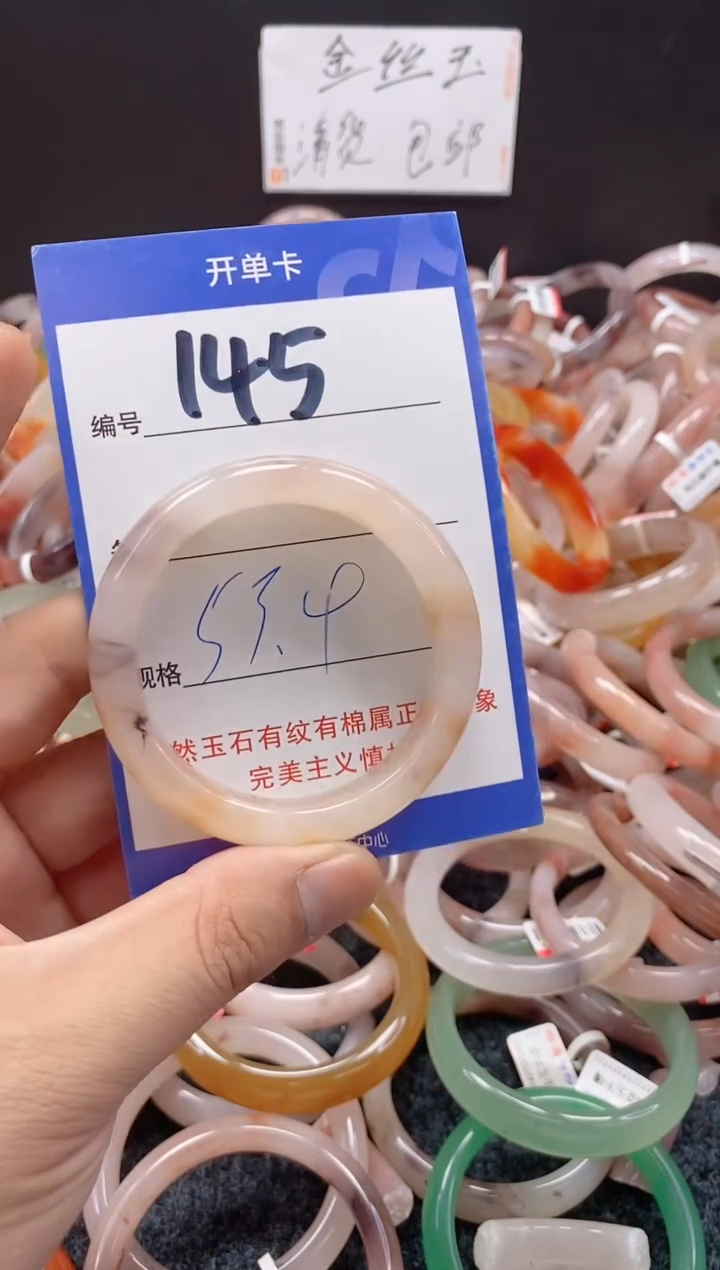 金丝玉
清货 包邮
开单卡
编号 145
规格 53.4
然玉石有纹有棉属正 象
完美主义慎
中心